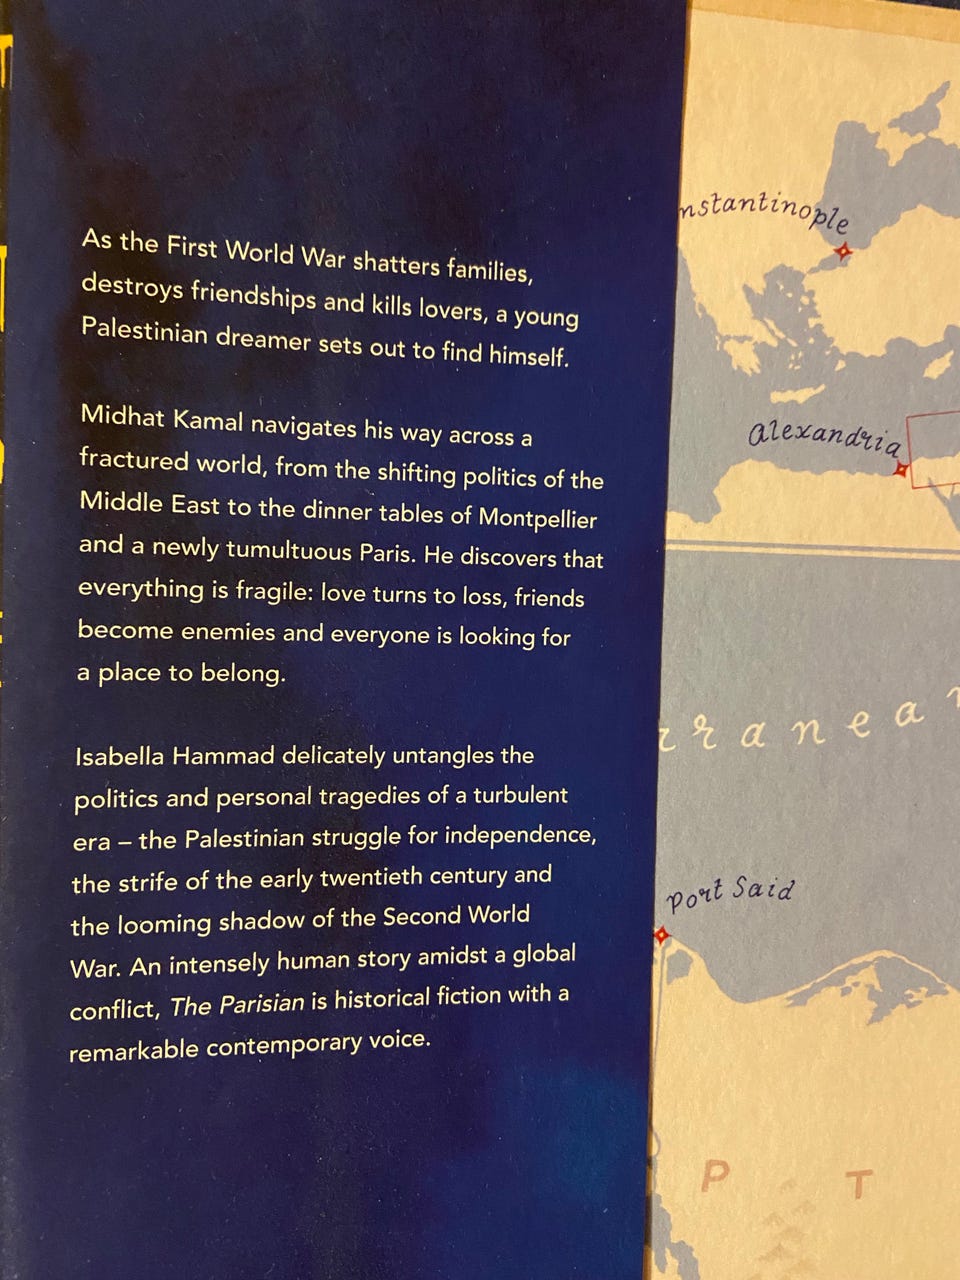 As the First World War shatters families,
destroys friendships and kills lovers, a young
Palestinian dreamer sets out to find himself.
Midhat Kamal navigates his way across a
fractured world, from the shifting politics of the
Middle East to the dinner tables of Montpellier
and a newly tumultuous Paris. He discovers that
everything is fragile: love turns to loss, friends
become enemies and everyone is looking for
a place to belong.
Isabella Hammad delicately untangles the
politics and personal tragedies of a turbulent
era – the Palestinian struggle for independence,
the strife of the early twentieth century and
the looming shadow of the Second World
War. An intensely human story amidst a global
conflict, The Parisian is historical fiction with a
remarkable contemporary voice.
nstantinople
alexandria
rranean
Port Said
P T